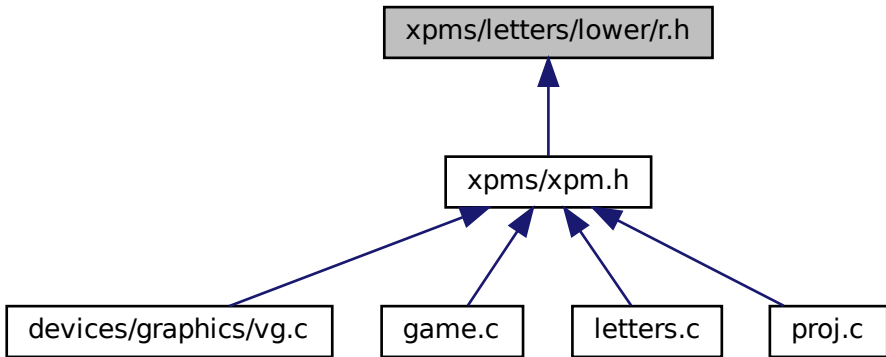 xpms/letters/lower/r.h
xpms/xpm.h
devices/graphics/vg.c
game.c
letters.c
proj.c